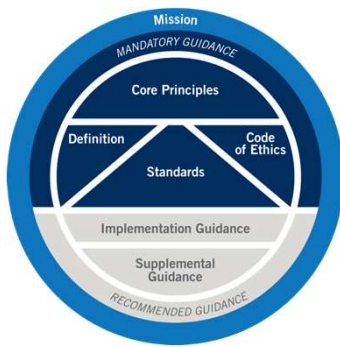 Mission
MANDATORY GUIDANCE
Core Principles
Definition
Code
of Ethics
Standards
Implementation Guidance
Supplemental
Guidance
RECOMMENDED GUIDANCE